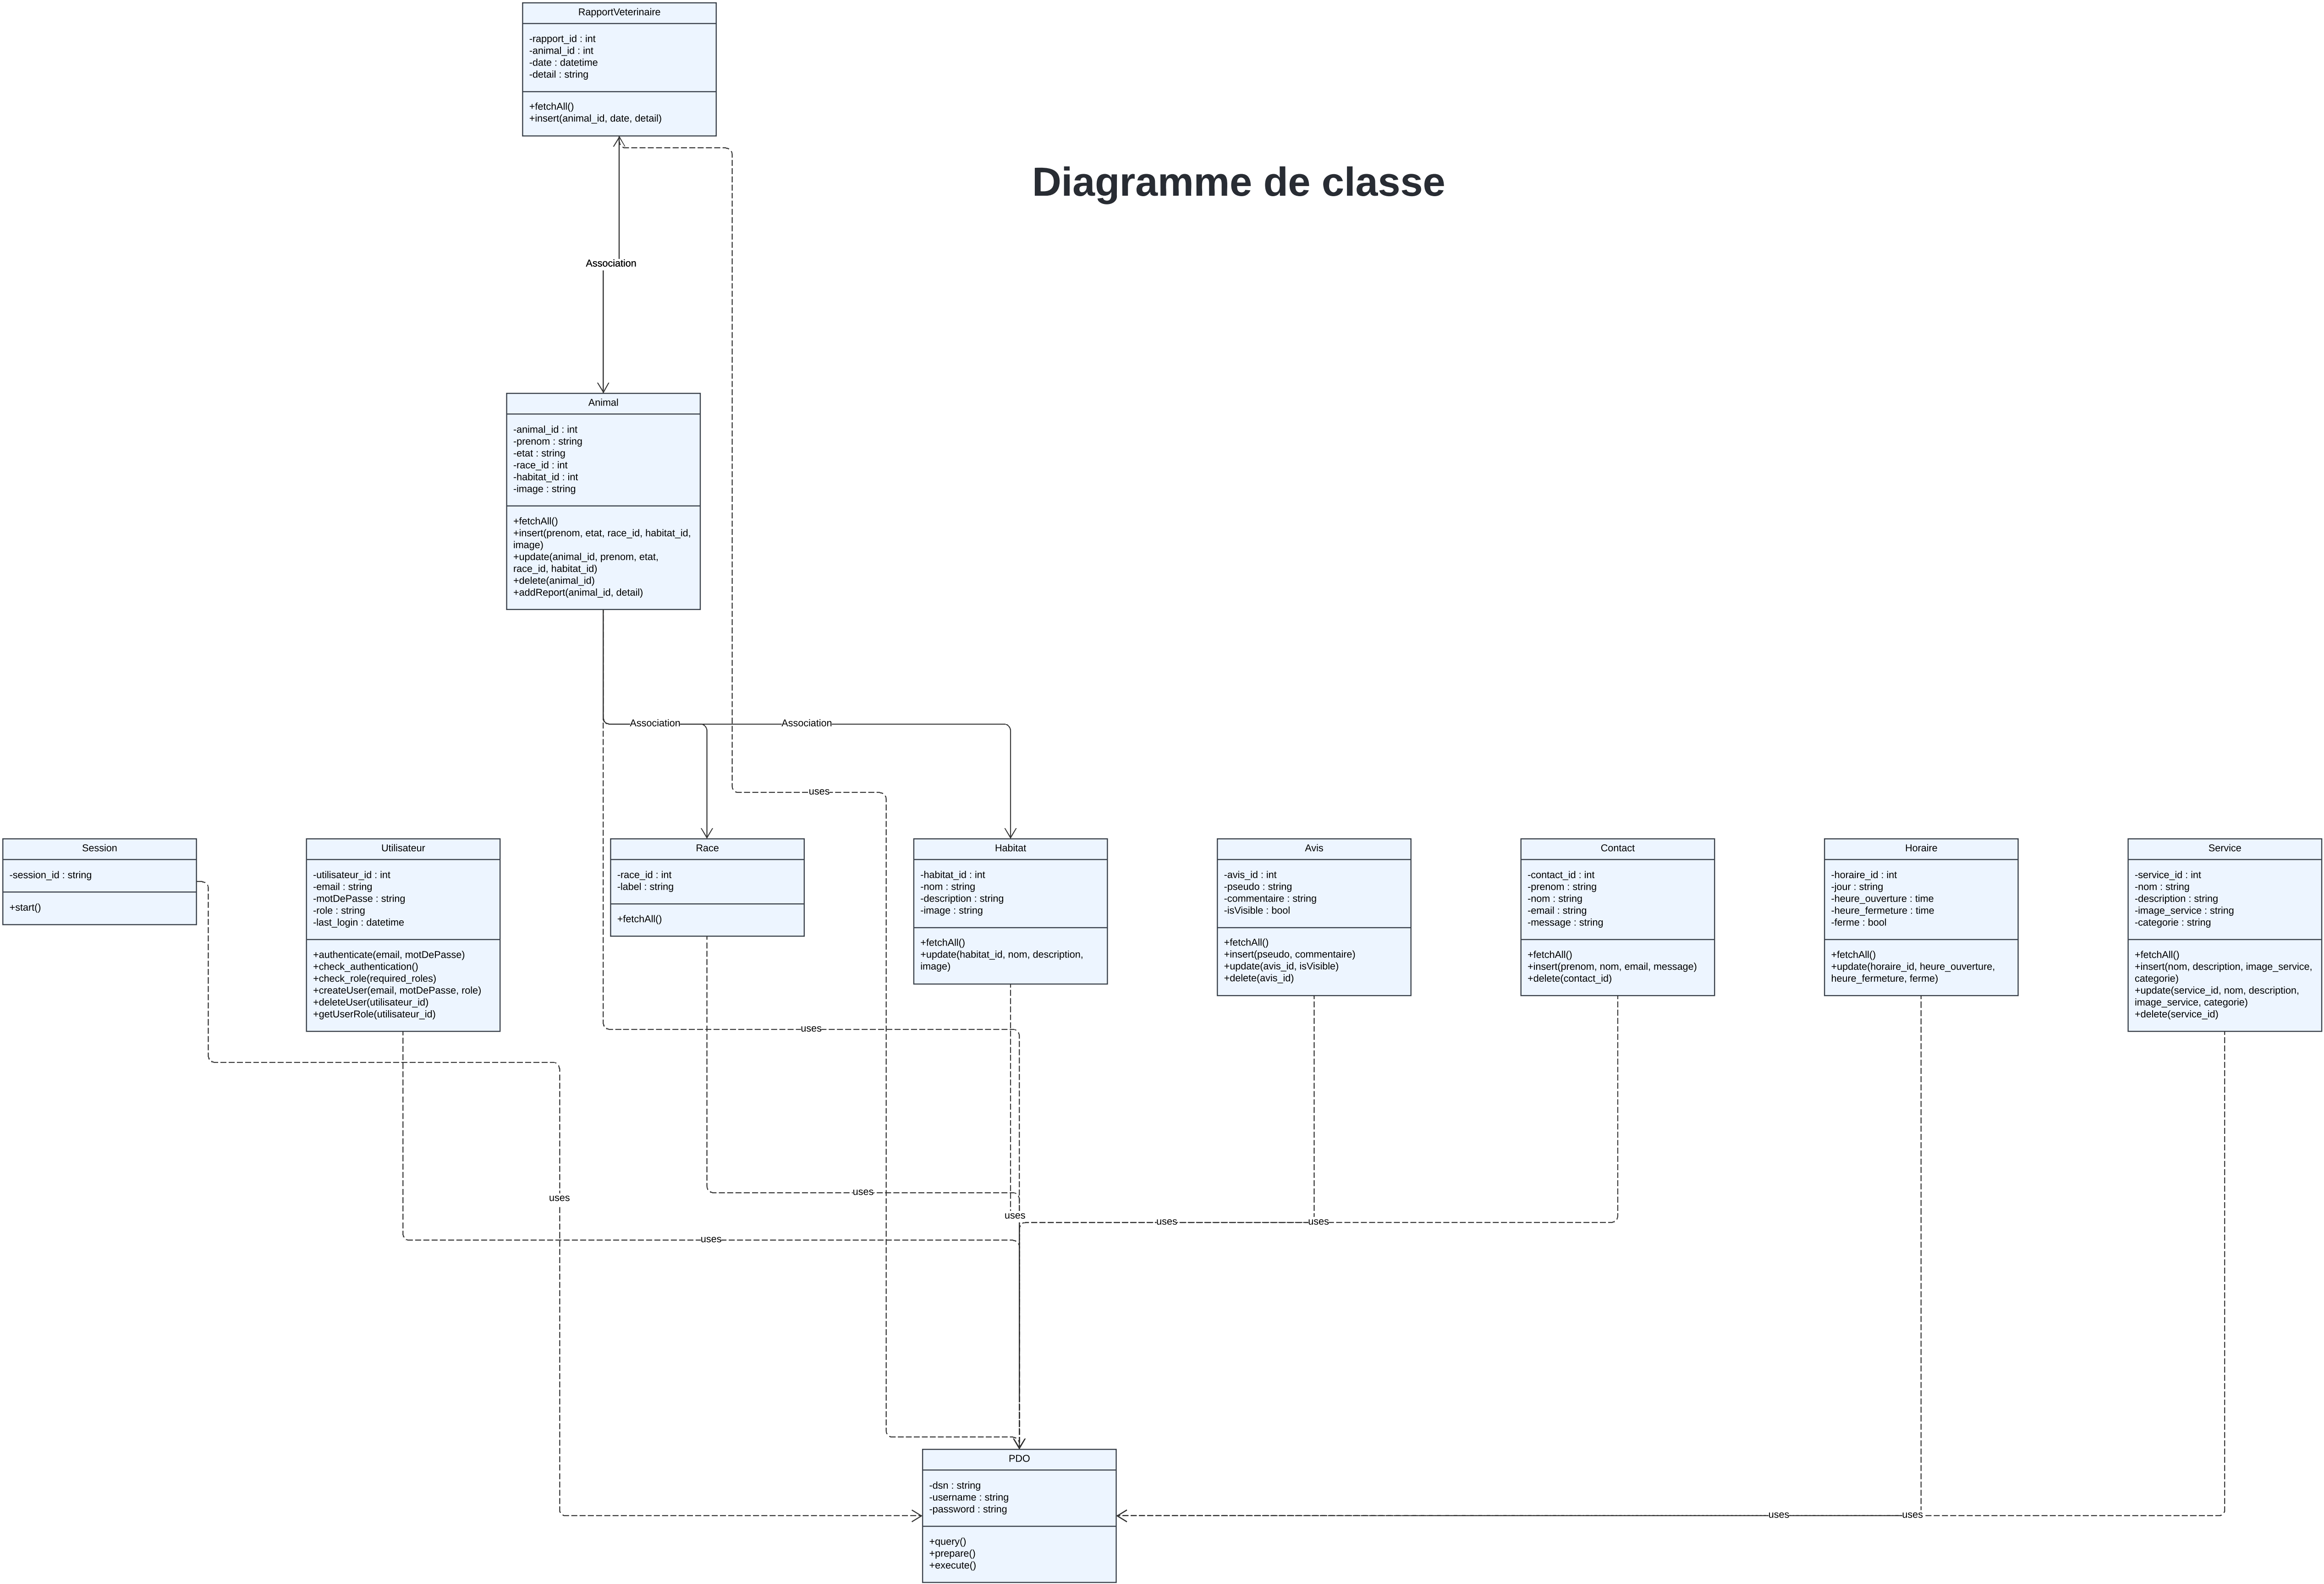 RapportVeterinaire
-rapport_id : int
-animal_id : int
-date : datetime
-detail : string
+fetchAll()
+insert(animal_id, date, detail)
Diagramme de classe
Association
Animal
-animal_id : int
-prenom : string
-etat : string
-race_id : int
-habitat_id : int
-image : string
+fetchAll()
+insert(prenom, etat, race_id, habitat_id,
image)
+update(animal_id, prenom, etat,
race_id, habitat_id)
+delete(animal_id)
+addReport(animal_id, detail)
Association
Association
uses
Session
-session_id : string
+start()
Utilisateur
-utilisateur_id : int
-email : string
-motDePasse : string
-role : string
-last_login : datetime
+authenticate(email, motDePasse)
+check_authentication()
+check_role(required_roles)
+createUser(email, motDePasse, role)
+deleteUser(utilisateur_id)
+getUserRole(utilisateur_id)
Race
-race_id : int
-label : string
+fetchAll()
Habitat
-habitat_id : int
-nom : string
-description : string
-image : string
+fetchAll()
+update(habitat_id, nom, description,
image)
Avis
-avis_id : int
-pseudo : string
-commentaire : string
-isVisible : bool
+fetchAll()
+insert(pseudo, commentaire)
+update(avis_id, isVisible)
+delete(avis_id)
Contact
-contact_id : int
-prenom : string
-nom : string
-email : string
-message : string
+fetchAll()
+insert(prenom, nom, email, message)
+delete(contact_id)
Horaire
-horaire_id : int
-jour : string
-heure_ouverture : time
-heure_fermeture : time
-ferme : bool
+fetchAll()
+update(horaire_id, heure_ouverture,
heure_fermeture, ferme)
Service
-service_id : int
-nom : string
-description : string
-image_service : string
-categorie : string
+fetchAll()
+insert(nom, description, image_service,
categorie)
+update(service_id, nom, description,
image_service, categorie)
+delete(service_id)
uses
uses
uses
uses
uses
uses
uses
PDO
-dsn : string
-username : string
-password : string
+query()
+prepare()
+execute()
uses
uses